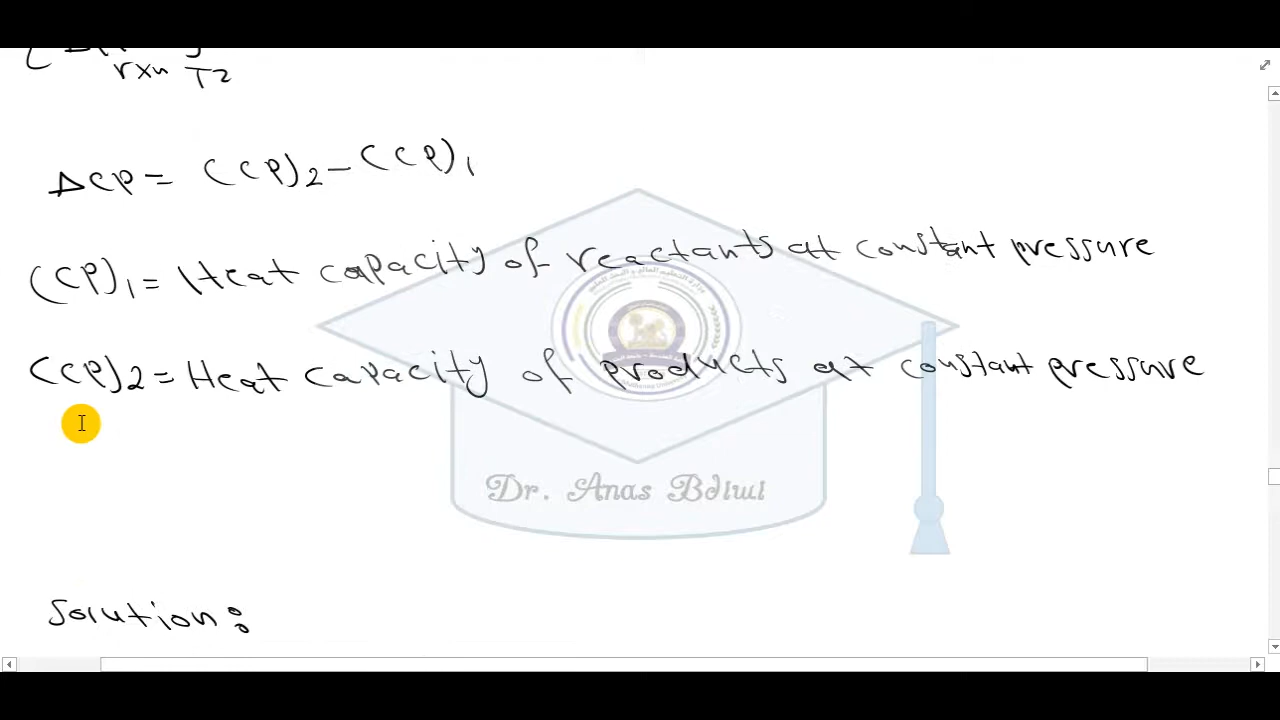 rxn T2
ΔCP = (CP)2 - (CP)1
(CP)1 = Heat capacity of reactants at constant pressure
(CP)2 = Heat capacity of products at constant pressure
Dr. Anas Bdiwi
Solution: